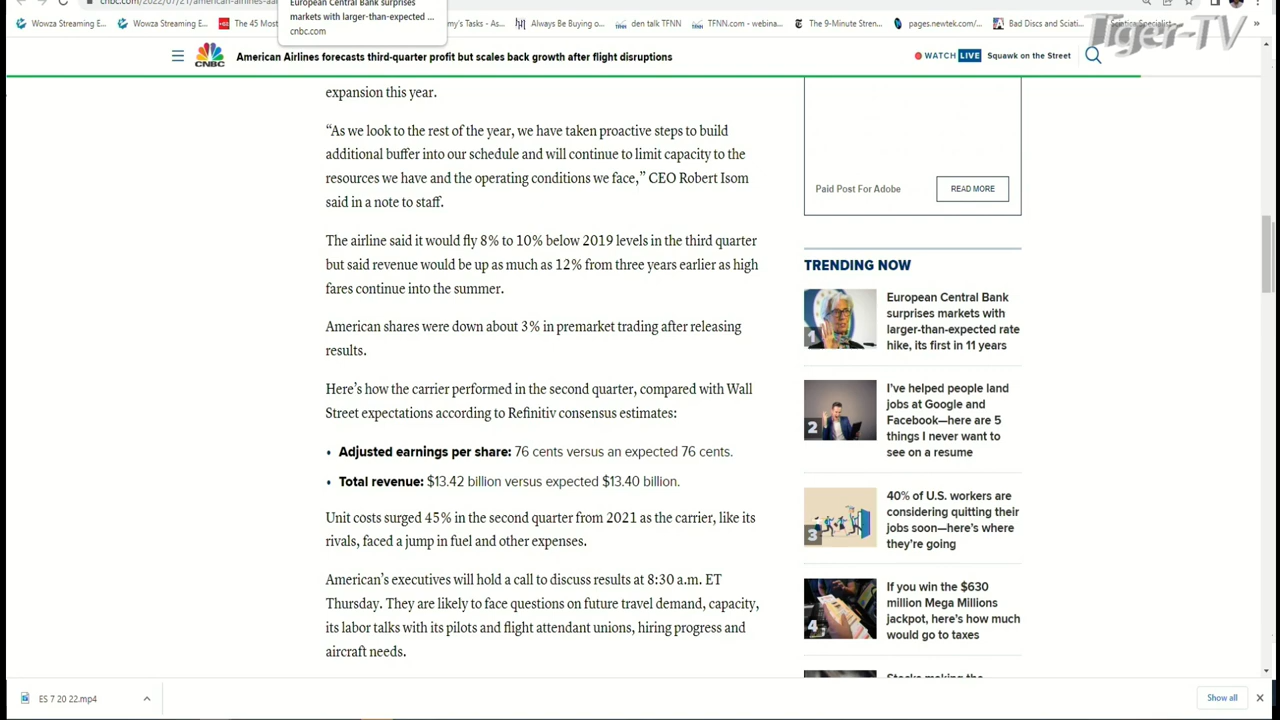 cnbc.com/2022/07/21/american-airlines-aal
European Central Bank surprises
markets with larger-than-expected ...
cnbc.com
Wowza Streaming E...
Wowza Streaming E...
The 45 Most
my's Tasks - As...
Always Be Buying o...
den talk TFNN
TFNN.com - webina...
The 9-Minute Stren...
pages.newtek.com/...
Bad Discs and Sciati...
Sciatica Specialist
»
Tiger-TV
CNBC
American Airlines forecasts third-quarter profit but scales back growth after flight disruptions
WATCH LIVE Squawk on the Street
expansion this year.
“As we look to the rest of the year, we have taken proactive steps to build
additional buffer into our schedule and will continue to limit capacity to the
resources we have and the operating conditions we face,” CEO Robert Isom
said in a note to staff.
The airline said it would fly 8% to 10% below 2019 levels in the third quarter
but said revenue would be up as much as 12% from three years earlier as high
fares continue into the summer.
American shares were down about 3% in premarket trading after releasing
results.
Here’s how the carrier performed in the second quarter, compared with Wall
Street expectations according to Refinitiv consensus estimates:
• Adjusted earnings per share: 76 cents versus an expected 76 cents.
• Total revenue: $13.42 billion versus expected $13.40 billion.
Unit costs surged 45% in the second quarter from 2021 as the carrier, like its
rivals, faced a jump in fuel and other expenses.
American’s executives will hold a call to discuss results at 8:30 a.m. ET
Thursday. They are likely to face questions on future travel demand, capacity,
its labor talks with its pilots and flight attendant unions, hiring progress and
aircraft needs.
Paid Post For Adobe
READ MORE
TRENDING NOW
1
European Central Bank
surprises markets with
larger-than-expected rate
hike, its first in 11 years
2
I’ve helped people land
jobs at Google and
Facebook—here are 5
things I never want to
see on a resume
3
40% of U.S. workers are
considering quitting their
jobs soon—here’s where
they’re going
4
If you win the $630
million Mega Millions
jackpot, here’s how much
would go to taxes
Stocks making the
ES 7 20 22.mp4
Show all